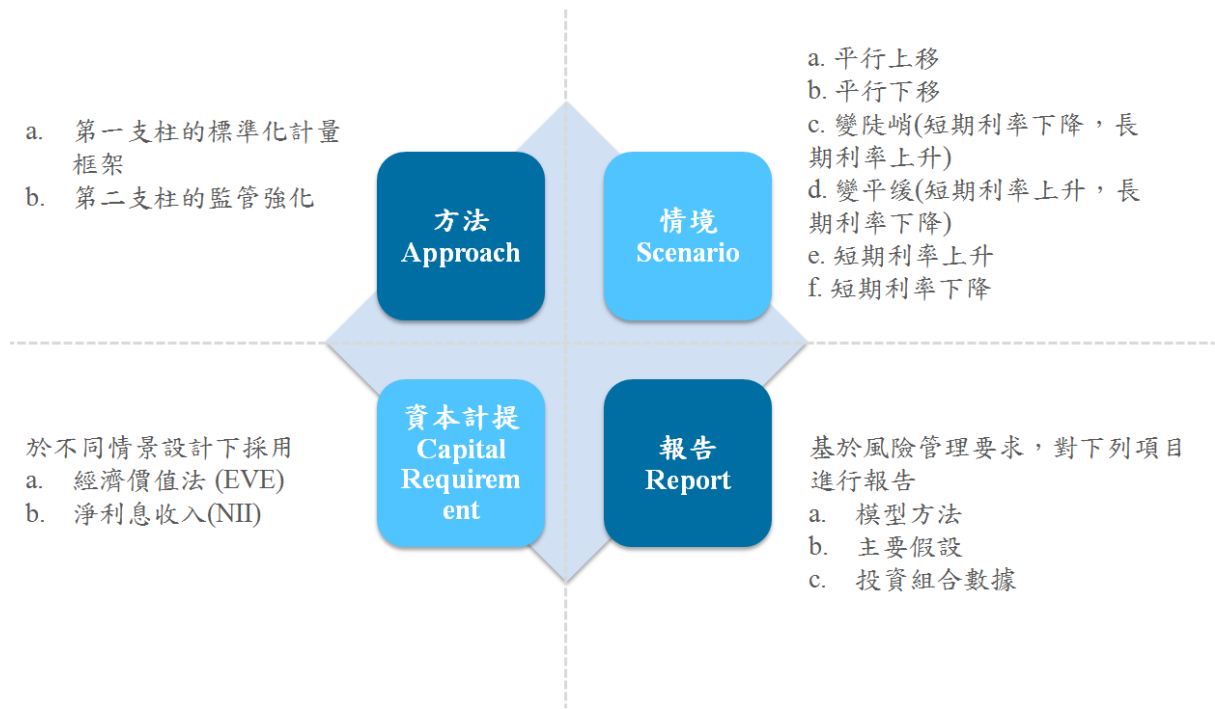 a. 第一支柱的標準化計量
框架
b. 第二支柱的監管強化
方法
Approach
情境
Scenario
a. 平行上移
b. 平行下移
c. 變陡峭(短期利率下降，長
期利率上升)
d. 變平缓(短期利率上升，長
期利率下降)
e. 短期利率上升
f. 短期利率下降
於不同情景設計下採用
a. 經濟價值法 (EVE)
b. 淨利息收入(NII)
資本計提
Capital
Requirem
ent
報告
Report
基於風險管理要求，對下列項目
進行報告
a. 模型方法
b. 主要假設
c. 投資組合數據